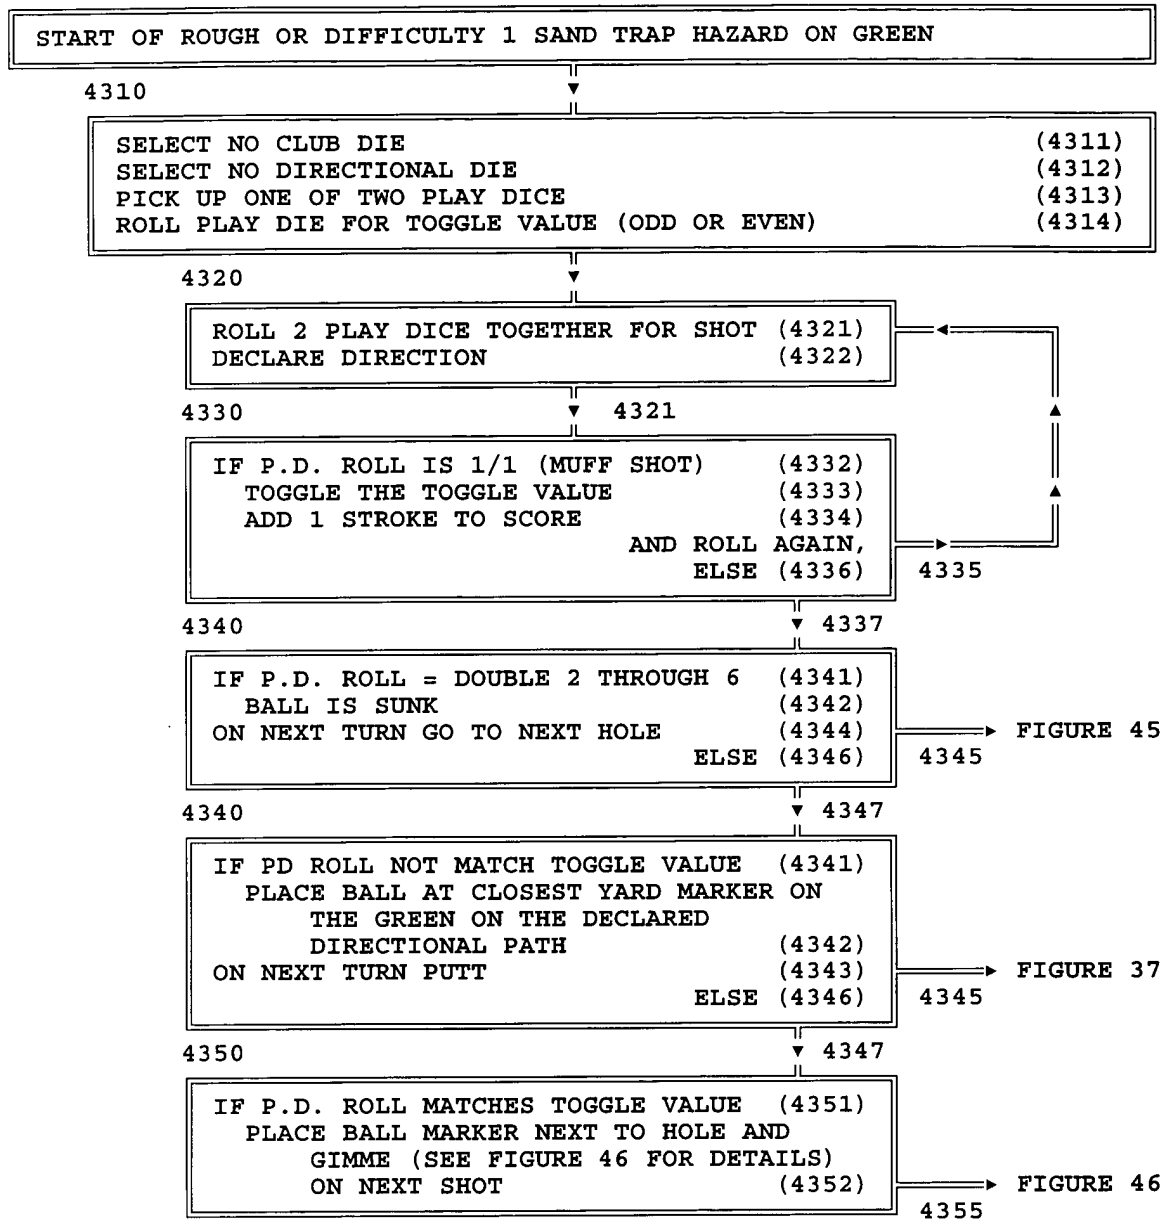 START OF ROUGH OR DIFFICULTY 1 SAND TRAP HAZARD ON GREEN
4310
SELECT NO CLUB DIE (4311)
SELECT NO DIRECTIONAL DIE (4312)
PICK UP ONE OF TWO PLAY DICE (4313)
ROLL PLAY DIE FOR TOGGLE VALUE (ODD OR EVEN) (4314)
4320
ROLL 2 PLAY DICE TOGETHER FOR SHOT (4321)
DECLARE DIRECTION (4322)
4330 4321
IF P.D. ROLL IS 1/1 (MUFF SHOT) (4332)
TOGGLE THE TOGGLE VALUE (4333)
ADD 1 STROKE TO SCORE (4334)
AND ROLL AGAIN,
ELSE (4336) 4335
4340 4337
IF P.D. ROLL = DOUBLE 2 THROUGH 6 (4341)
BALL IS SUNK (4342)
ON NEXT TURN GO TO NEXT HOLE (4344) FIGURE 45
ELSE (4346) 4345
4340 4347
IF PD ROLL NOT MATCH TOGGLE VALUE (4341)
PLACE BALL AT CLOSEST YARD MARKER ON
THE GREEN ON THE DECLARED
DIRECTIONAL PATH (4342)
ON NEXT TURN PUTT (4343) FIGURE 37
ELSE (4346) 4345
4350 4347
IF P.D. ROLL MATCHES TOGGLE VALUE (4351)
PLACE BALL MARKER NEXT TO HOLE AND
GIMME (SEE FIGURE 46 FOR DETAILS)
ON NEXT SHOT (4352) FIGURE 46
4355